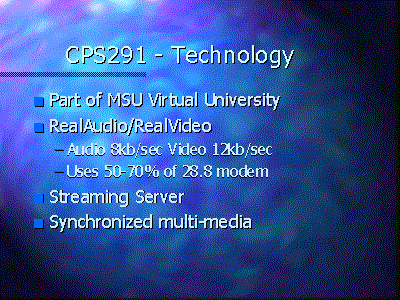 CPS291 - Technology
Part of MSU Virtual University
RealAudio/RealVideo
– Audio 8kb/sec Video 12kb/sec
– Uses 50-70% of 28.8 modem
Streaming Server
Synchronized multi-media